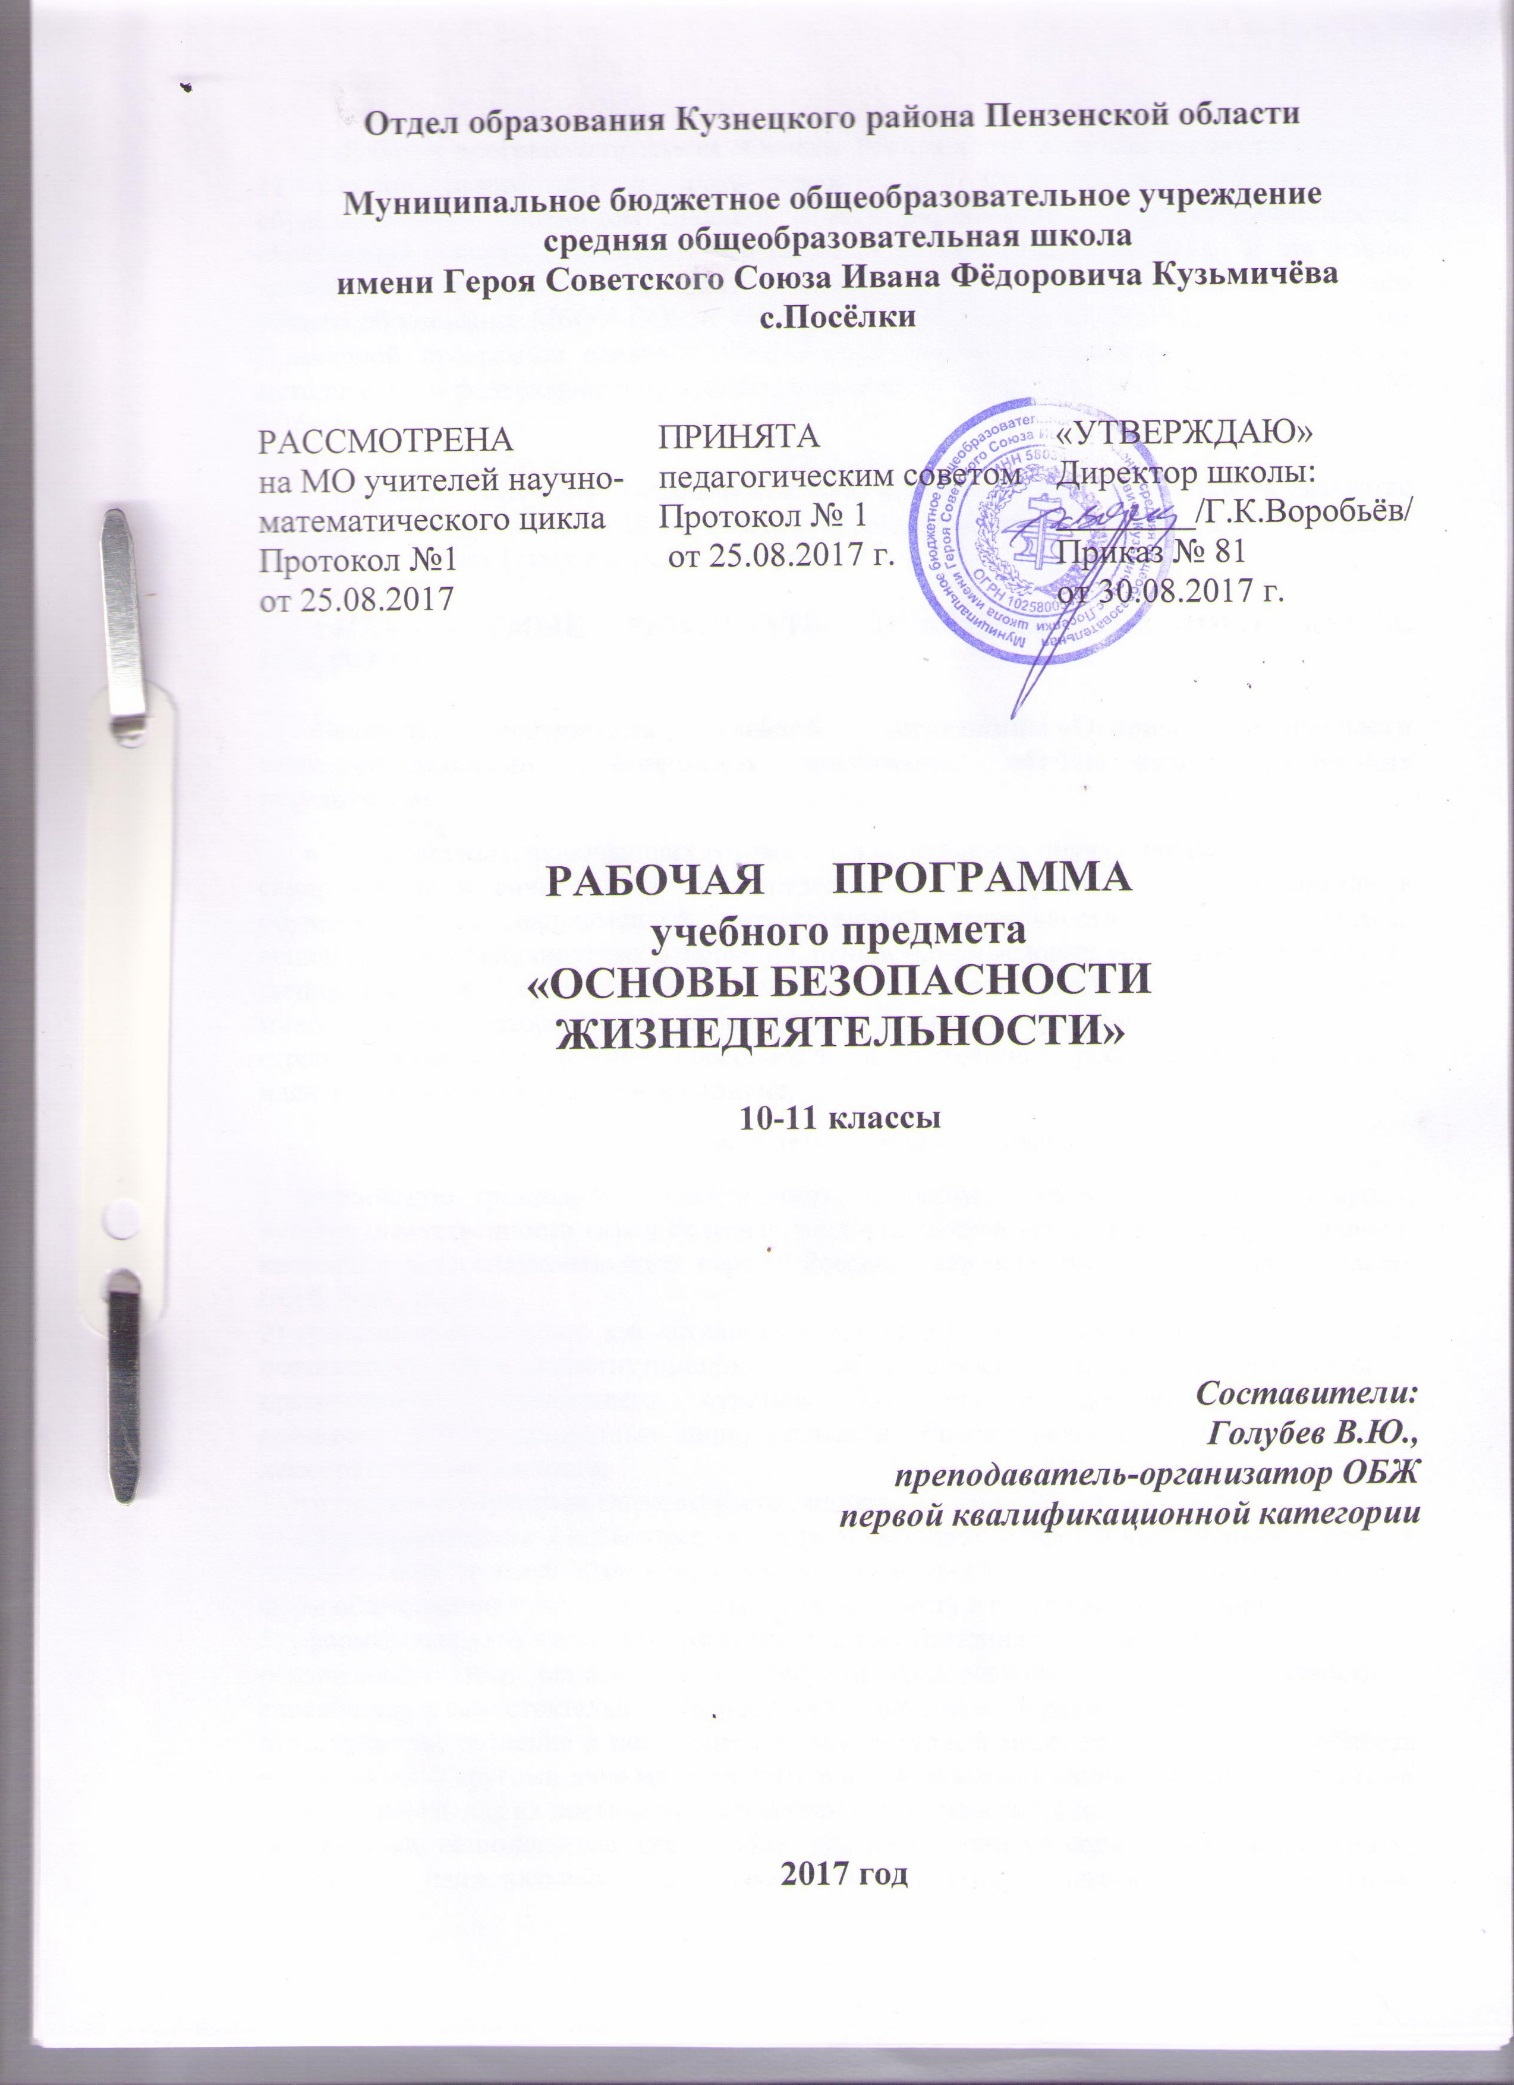 Отдел образования Кузнецкого района Пензенской области
Муниципальное бюджетное общеобразовательное учреждение
средняя общеобразовательная школа
имени Героя Советского Союза Ивана Фёдоровича Кузьмичёва
с.Посёлки
РАССМОТРЕНА
на МО учителей научно-
математического цикла
Протокол №1
от 25.08.2017
ПРИНЯТА
педагогическим советом
Протокол № 1
от 25.08.2017 г.
«УТВЕРЖДАЮ»
Директор школы:
________/Г.К.Воробьёв/
Приказ № 81
от 30.08.2017 г.
РАБОЧАЯ ПРОГРАММА
учебного предмета
«ОСНОВЫ БЕЗОПАСНОСТИ
ЖИЗНЕДЕЯТЕЛЬНОСТИ»
10-11 классы
Составители:
Голубев В.Ю.,
преподаватель-организатор ОБЖ
первой квалификационной категории
2017 год